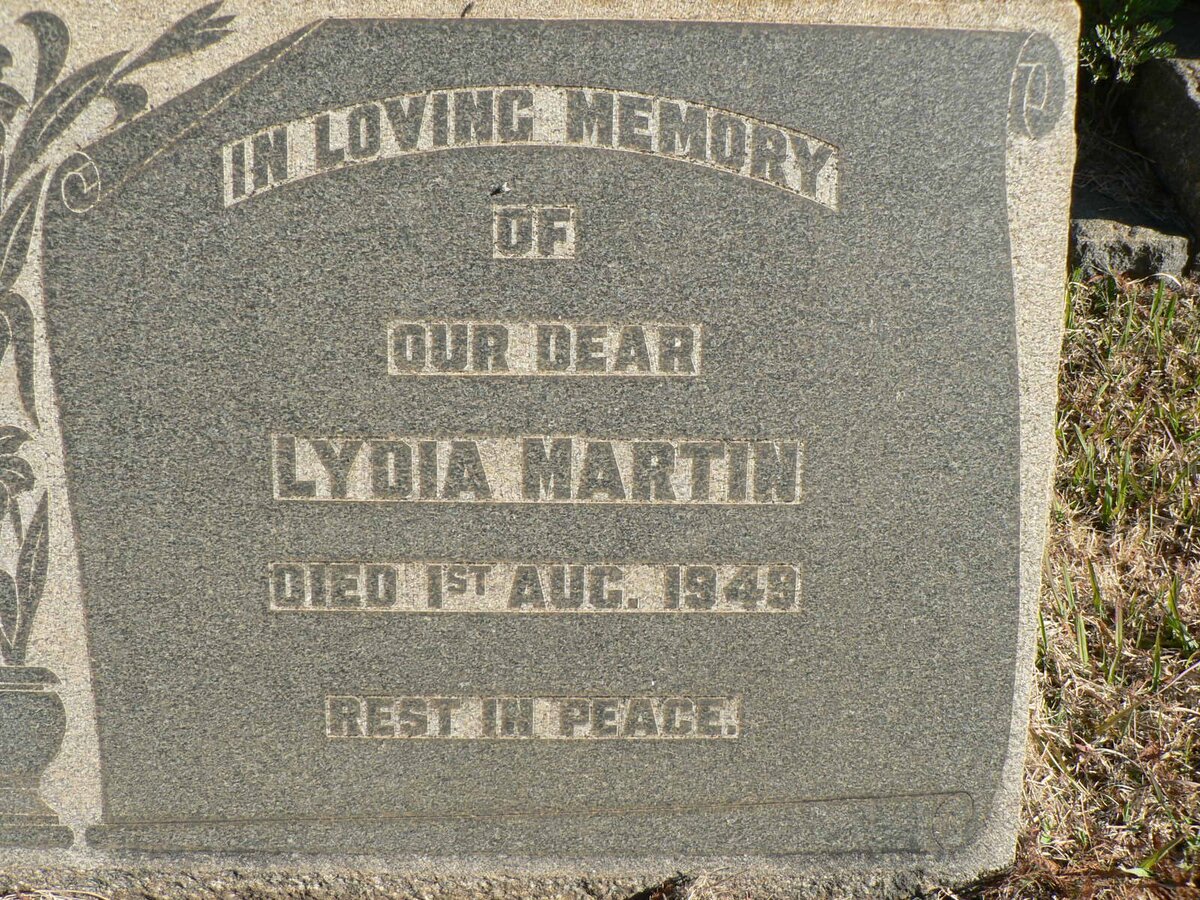 IN LOVING MEMORY
OF
OUR DEAR
LYDIA MARTIN
DIED 1ST AUG. 1949
REST IN PEACE.